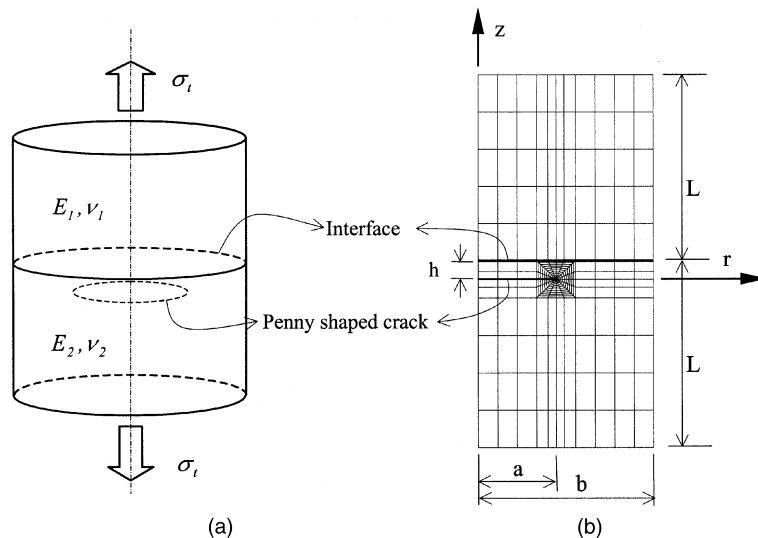 z
σt
E1, ν1
Interface
L
h
r
Penny shaped crack
E2, ν2
L
a
b
σt
(a)
(b)